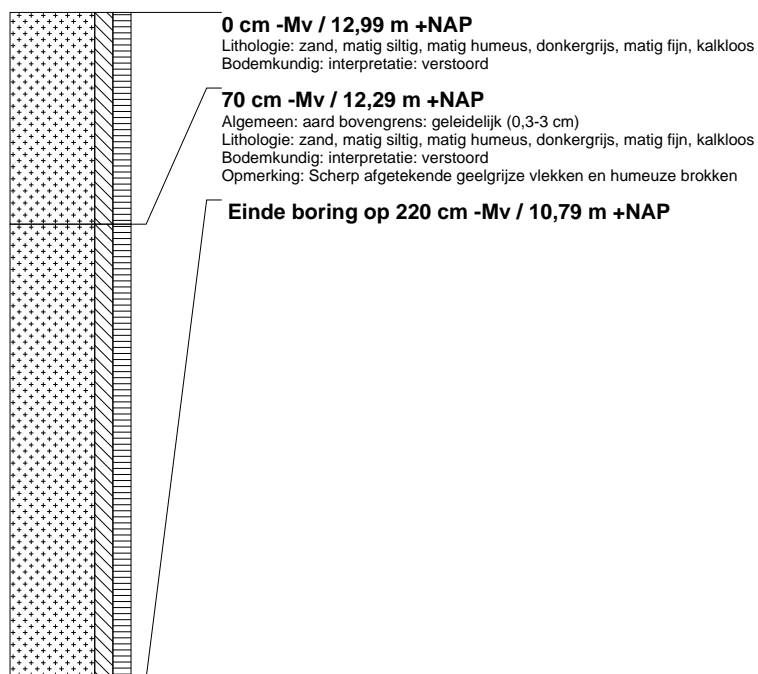 0 cm -Mv / 12,99 m +NAP
Lithologie: zand, matig siltig, matig humeus, donkergrijs, matig fijn, kalkloos
Bodemkundig: interpretatie: verstoord
70 cm -Mv / 12,29 m +NAP
Algemeen: aard bovengrens: geleidelijk (0,3-3 cm)
Lithologie: zand, matig siltig, matig humeus, donkergrijs, matig fijn, kalkloos
Bodemkundig: interpretatie: verstoord
Opmerking: Scherp afgetekende geelgrijze vlekken en humeuze brokken
Einde boring op 220 cm -Mv / 10,79 m +NAP